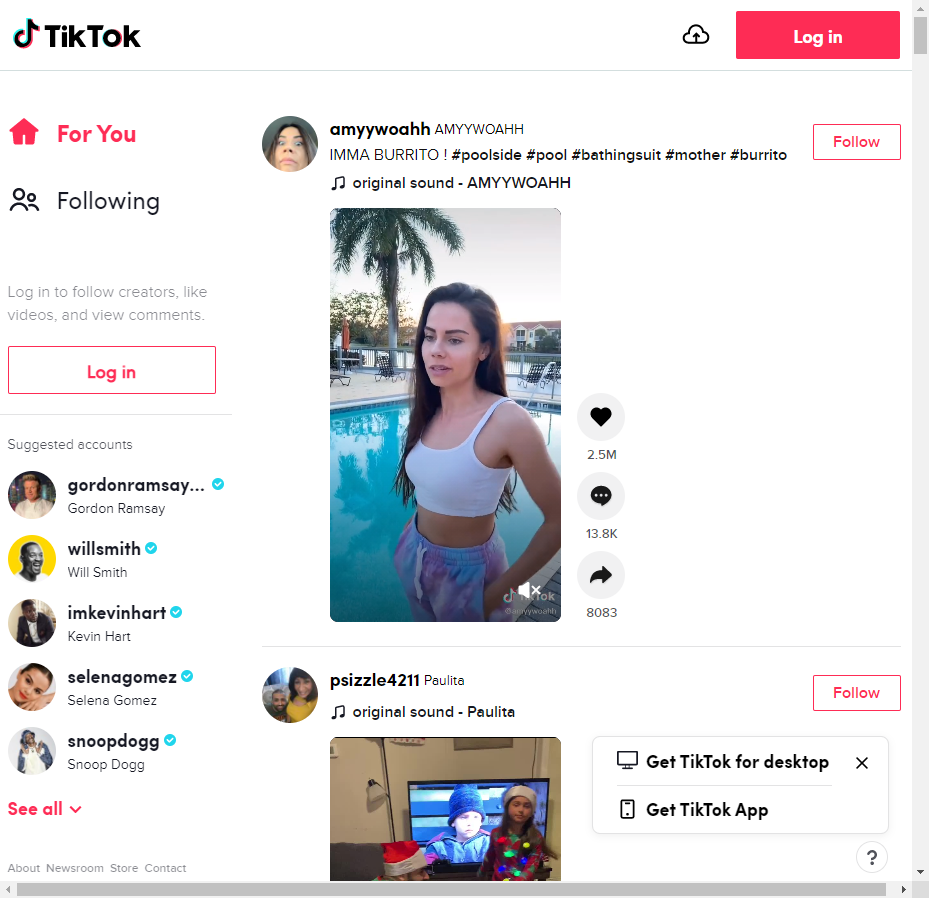 TikTok
Log in
For You
Following
Log in to follow creators, like
videos, and view comments.
Log in
Suggested accounts
gordonramsay...
Gordon Ramsay
willsmith
Will Smith
imkevinhart
Kevin Hart
selenagomez
Selena Gomez
snoopdogg
Snoop Dogg
See all
About Newsroom Store Contact
amyywoahh AMYYWOAHH
Follow
IMMA BURRITO ! #poolside #pool #bathingsuit #mother #burrito
original sound - AMYYWOAHH
2.5M
13.8K
8083
TikTok
@amyywoahh
psizzle4211 Paulita
Follow
original sound - Paulita
Get TikTok for desktop
Get TikTok App
?